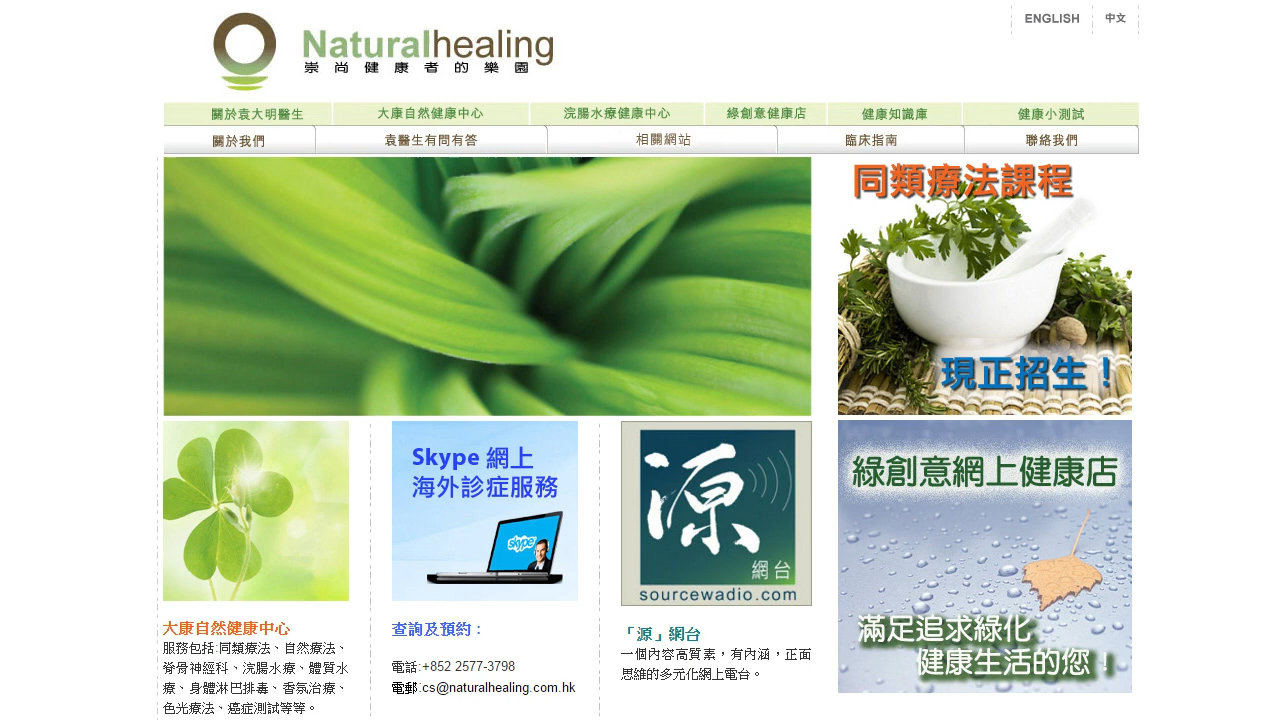 ENGLISH 中文
Naturalhealing
崇尚健康者的樂園
關於袁大明醫生 大康自然健康中心 浣腸水療健康中心 綠創意健康店 健康知識庫 健康小測試
關於我們 袁醫生有問有答 相關網站 臨床指南 聯絡我們
同類療法課程
現正招生！
Skype 網上
海外診症服務
skype
源
網台
sourcewadio.com
綠創意網上健康店
滿足追求綠化
健康生活的您！
大康自然健康中心
服務包括:同類療法、自然療法、
脊骨神經科、浣腸水療、體質水
療、身體淋巴排毒、香氛治療、
色光療法、癌症測試等等。
查詢及預約：
電話:+852 2577-3798
電郵:cs@naturalhealing.com.hk
「源」網台
一個內容高質素，有內涵，正面
思維的多元化網上電台。